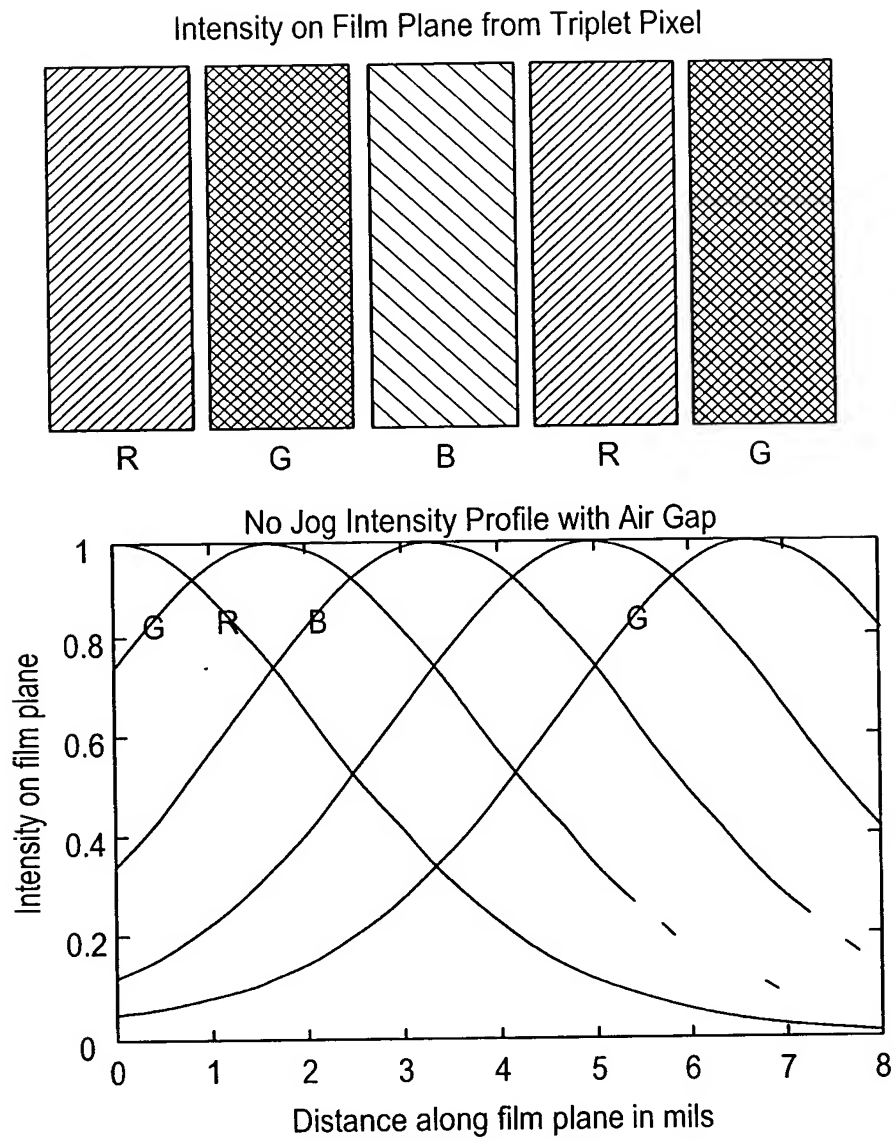 Intensity on Film Plane from Triplet Pixel
R G B R G
No Jog Intensity Profile with Air Gap
1
0.8
0.6
0.4
0.2
0
G R B G
Intensity on film plane
0 1 2 3 4 5 6 7 8
Distance along film plane in mils